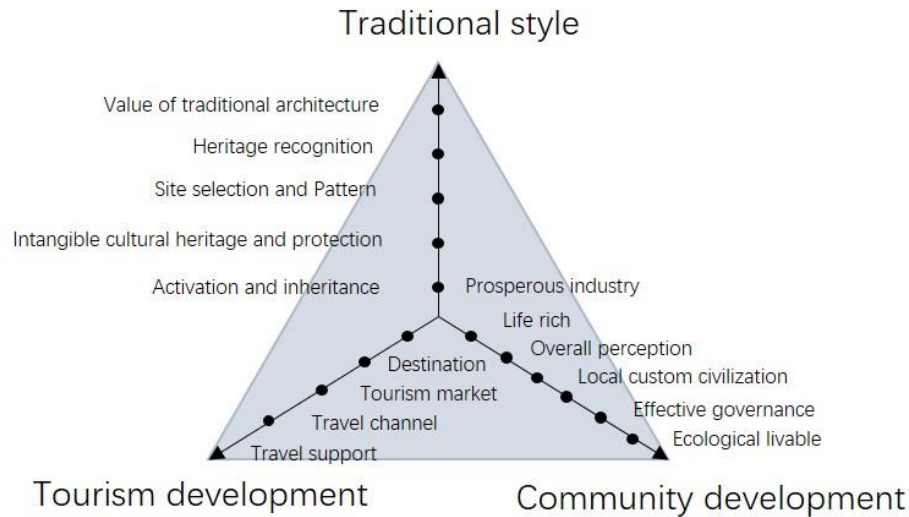 Traditional style
Value of traditional architecture
Heritage recognition
Site selection and Pattern
Intangible cultural heritage and protection
Activation and inheritance
Prosperous industry
Life rich
Overall perception
Local custom civilization
Effective governance
Ecological livable
Destination
Tourism market
Travel channel
Travel support
Tourism development
Community development